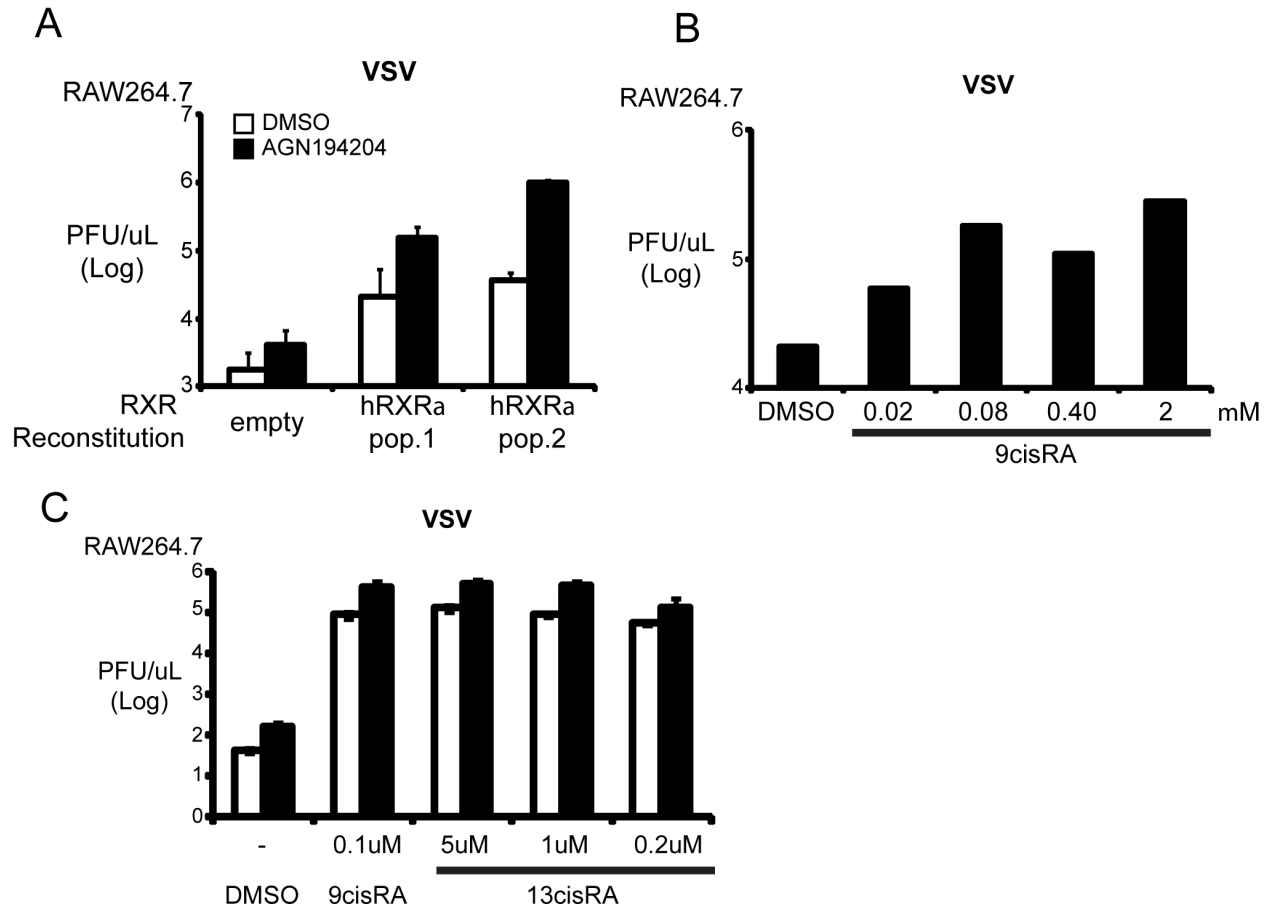 A
VSV
RAW264.7
7
6
5
4
3
DMSO
AGN194204
PFU/uL
(Log)
RXR
Reconstitution
empty
hRXRa
pop.1
hRXRa
pop.2
B
VSV
RAW264.7
6
5
4
PFU/uL
(Log)
DMSO 0.02 0.08 0.40 2 mM
9cisRA
C
VSV
RAW264.7
6
5
4
3
2
1
0
PFU/uL
(Log)
- 0.1uM 5uM 1uM 0.2uM
DMSO 9cisRA 13cisRA